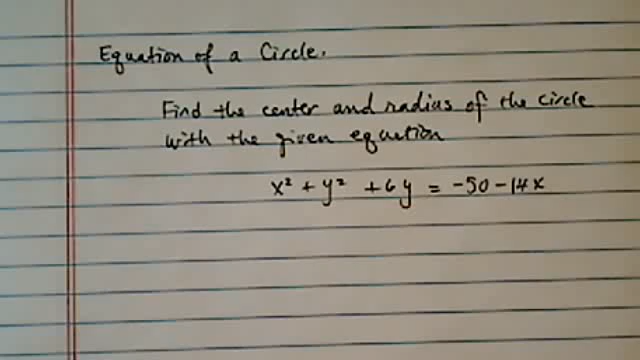 Equation of a Circle.
Find the center and radius of the circle
with the given equation
x² + y² + 6y = -50 - 14x